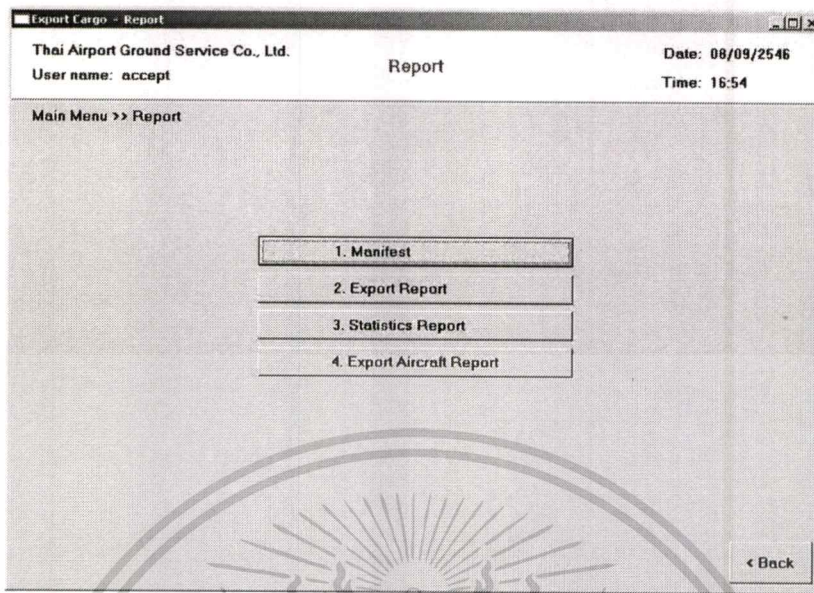 Export Cargo - Report
Thai Airport Ground Service Co., Ltd.
User name: accept
Report
Date: 08/09/2546
Time: 16:54
Main Menu >> Report
1. Manifest
2. Export Report
3. Statistics Report
4. Export Aircraft Report
< Back